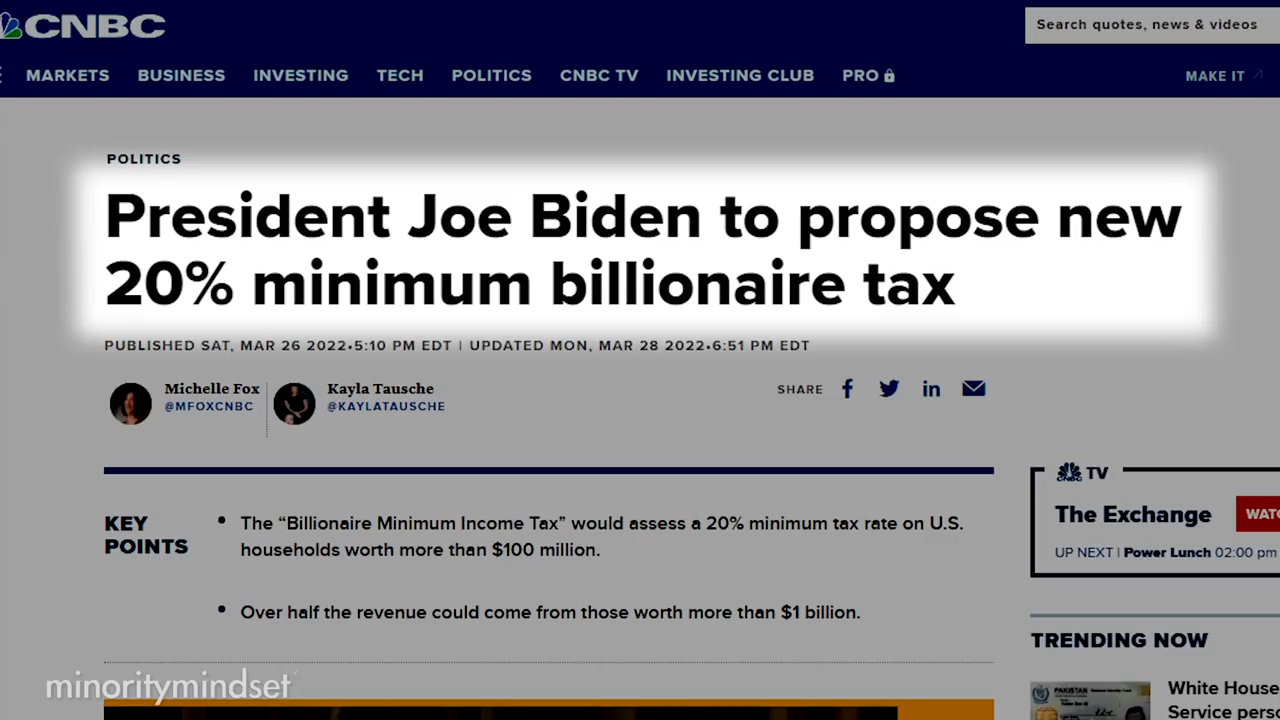 CNBC
Search quotes, news & videos
MARKETS BUSINESS INVESTING TECH POLITICS CNBC TV INVESTING CLUB PRO MAKE IT
POLITICS
President Joe Biden to propose new
20% minimum billionaire tax
PUBLISHED SAT, MAR 26 2022•5:10 PM EDT | UPDATED MON, MAR 28 2022•6:51 PM EDT
Michelle Fox
@MFOXCNBC
Kayla Tausche
@KAYLATAUSCHE
SHARE
KEY
POINTS
• The “Billionaire Minimum Income Tax” would assess a 20% minimum tax rate on U.S.
households worth more than $100 million.
• Over half the revenue could come from those worth more than $1 billion.
TV
The Exchange
WATC
UP NEXT | Power Lunch 02:00 pm
TRENDING NOW
PAKISTAN
White House
Service perso
minoritymindset